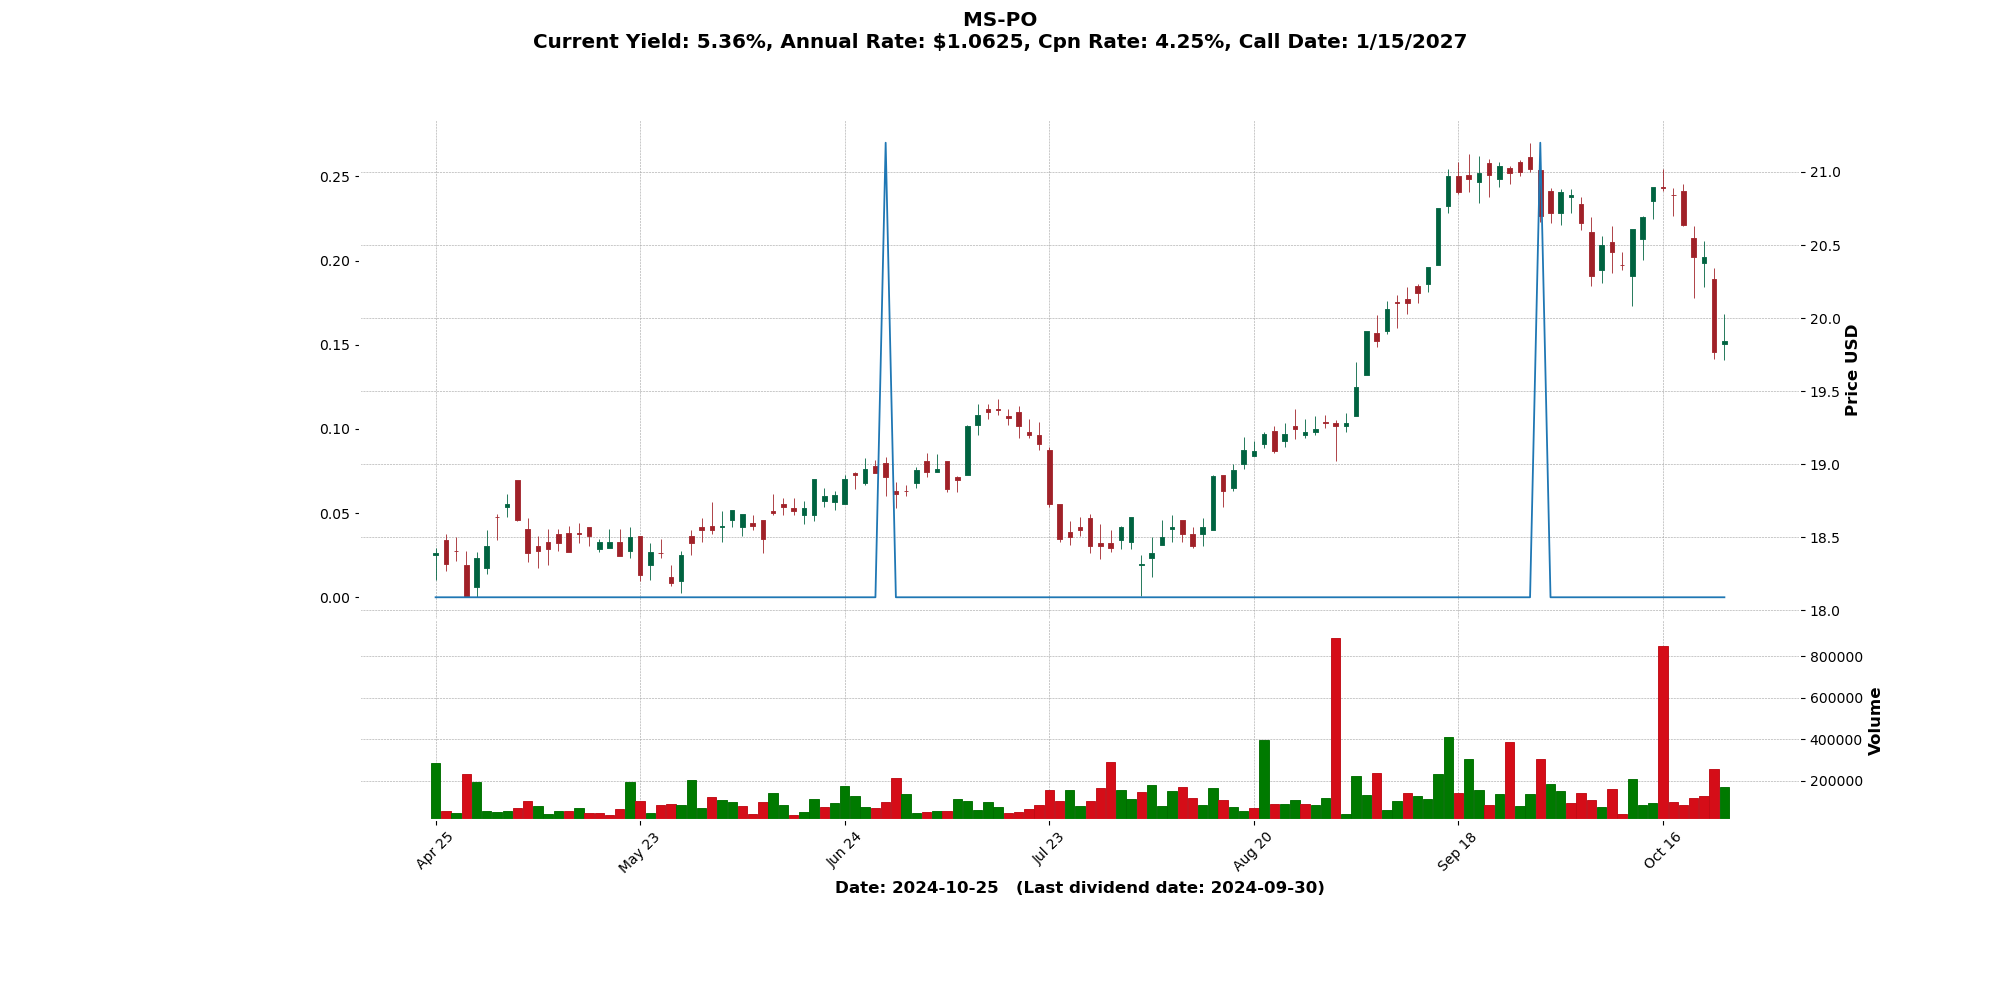 MS-PO
Current Yield: 5.36%, Annual Rate: $1.0625, Cpn Rate: 4.25%, Call Date: 1/15/2027
0.25
0.20
0.15
0.10
0.05
0.00
21.0
20.5
20.0
19.5
19.0
18.5
18.0
Price USD
800000
600000
400000
200000
Volume
Apr 25
May 23
Jun 24
Jul 23
Aug 20
Sep 18
Oct 16
Date: 2024-10-25   (Last dividend date: 2024-09-30)